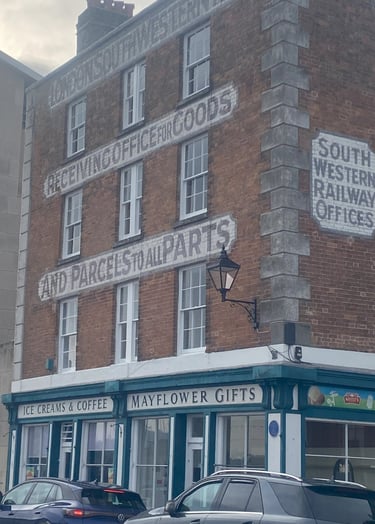 LONDON SOUTH WESTERN
RECEIVING OFFICE FOR GOODS
AND PARCELS TO ALL PARTS
SOUTH
WESTERN
RAILWAY
OFFICES
ICE CREAMS & COFFEE
MAYFLOWER GIFTS